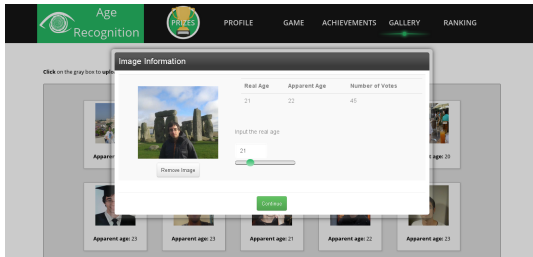 Age
Recognition
PRIZES
PROFILE
GAME
ACHIEVEMENTS
GALLERY
RANKING
Image Information
Click on the gray box to
Real Age Apparent Age Number of Votes
21 22 45
Input the real age
21
Remove Image
Continue
age: 20
Apparent age: 23
Apparent age: 23
Apparent age: 21
Apparent age: 22
Apparent age: 23